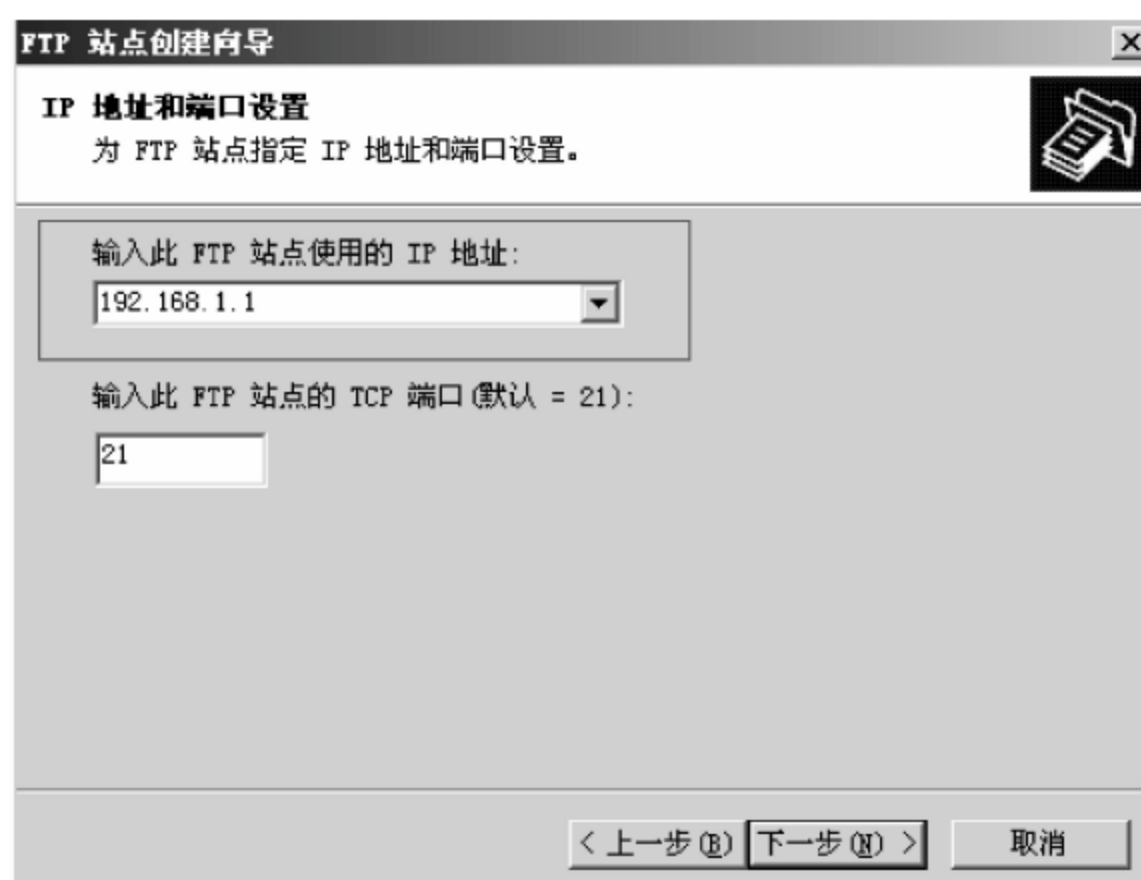 FTP 站点创建向导
IP 地址和端口设置
为 FTP 站点指定 IP 地址和端口设置。
输入此 FTP 站点使用的 IP 地址:
192.168.1.1
输入此 FTP 站点的 TCP 端口(默认 = 21):
21
< 上一步(B) 下一步(N) > 取消